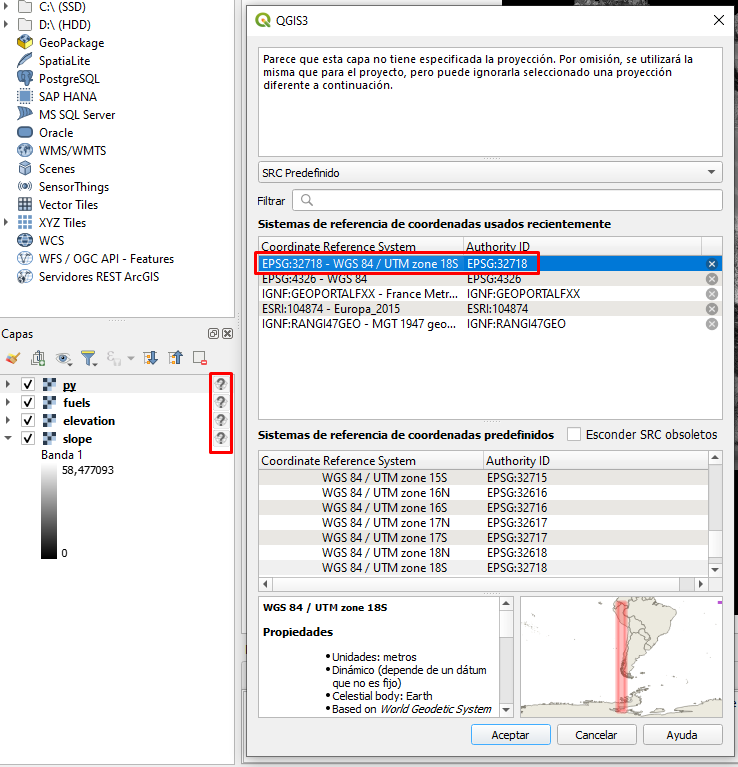 C:\ (SSD)
D:\ (HDD)
GeoPackage
SpatiaLite
PostgreSQL
SAP HANA
MS SQL Server
Oracle
WMS/WMTS
Scenes
SensorThings
Vector Tiles
XYZ Tiles
WCS
WFS / OGC API - Features
Servidores REST ArcGIS
Capas
py
?
fuels
?
elevation
?
slope
?
Banda 1
58,477093
0
QGIS3
Parece que esta capa no tiene especificada la proyección. Por omisión, se utilizará la
misma que para el proyecto, pero puede ignorarla seleccionado una proyección
diferente a continuación.
SRC Predefinido
Filtrar
Sistemas de referencia de coordenadas usados recientemente
Coordinate Reference System Authority ID
EPSG:32718 - WGS 84 / UTM zone 18S EPSG:32718
EPSG:4326 - WGS 84 EPSG:4326
IGNF:GEOPORTALFXX - France Metr... IGNF:GEOPORTALFXX
ESRI:104874 - Europa_2015 ESRI:104874
IGNF:RANGI47GEO - MGT 1947 geo... IGNF:RANGI47GEO
Sistemas de referencia de coordenadas predefinidos Esconder SRC obsoletos
Coordinate Reference System Authority ID
WGS 84 / UTM zone 15S EPSG:32715
WGS 84 / UTM zone 16N EPSG:32616
WGS 84 / UTM zone 16S EPSG:32716
WGS 84 / UTM zone 17N EPSG:32617
WGS 84 / UTM zone 17S EPSG:32717
WGS 84 / UTM zone 18N EPSG:32618
WGS 84 / UTM zone 18S EPSG:32718
WGS 84 / UTM zone 18S
Propiedades
• Unidades: metros
• Dinámico (depende de un dátum
que no es fijo)
• Celestial body: Earth
• Based on World Geodetic System
Aceptar Cancelar Ayuda